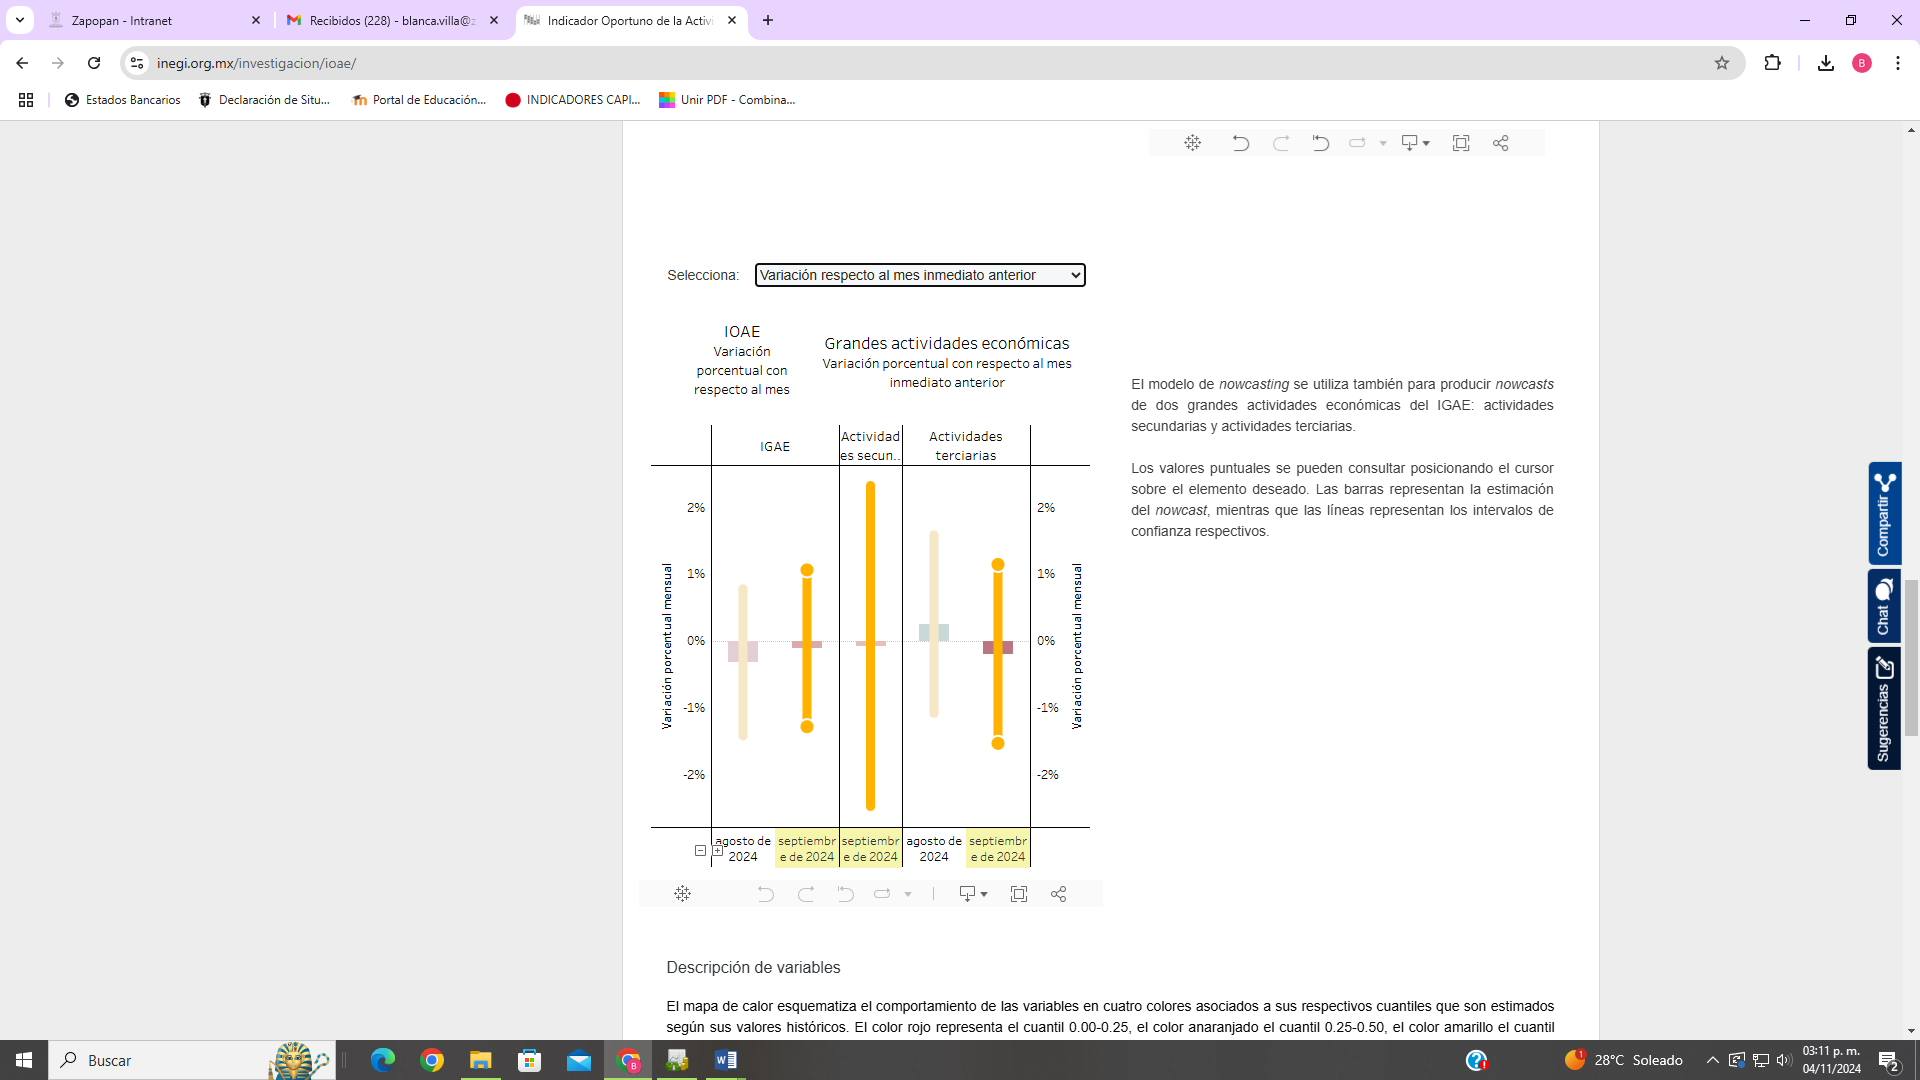 Zapopan - Intranet
Recibidos (228) - blanca.villa@z
Indicador Oportuno de la Activi
inegi.org.mx/investigacion/ioae/
B
Estados Bancarios
Declaración de Situ...
Portal de Educación...
INDICADORES CAPI...
Unir PDF - Combina...
Selecciona:
Variación respecto al mes inmediato anterior
IOAE
Variación
porcentual con
respecto al mes
Grandes actividades económicas
Variación porcentual con respecto al mes
inmediato anterior
IGAE
Actividad
es secun..
Actividades
terciarias
Variación porcentual mensual
2%
1%
0%
-1%
-2%
2%
1%
0%
-1%
-2%
Variación porcentual mensual
agosto de
2024
septiembr
e de 2024
septiembr
e de 2024
agosto de
2024
septiembr
e de 2024
El modelo de nowcasting se utiliza también para producir nowcasts
de dos grandes actividades económicas del IGAE: actividades
secundarias y actividades terciarias.
Los valores puntuales se pueden consultar posicionando el cursor
sobre el elemento deseado. Las barras representan la estimación
del nowcast, mientras que las líneas representan los intervalos de
confianza respectivos.
Compartir
Chat
Sugerencias
Descripción de variables
El mapa de calor esquematiza el comportamiento de las variables en cuatro colores asociados a sus respectivos cuantiles que son estimados
según sus valores históricos. El color rojo representa el cuantil 0.00-0.25, el color anaranjado el cuantil 0.25-0.50, el color amarillo el cuantil
Buscar
B
1
28°C Soleado
03:11 p. m.
04/11/2024
2